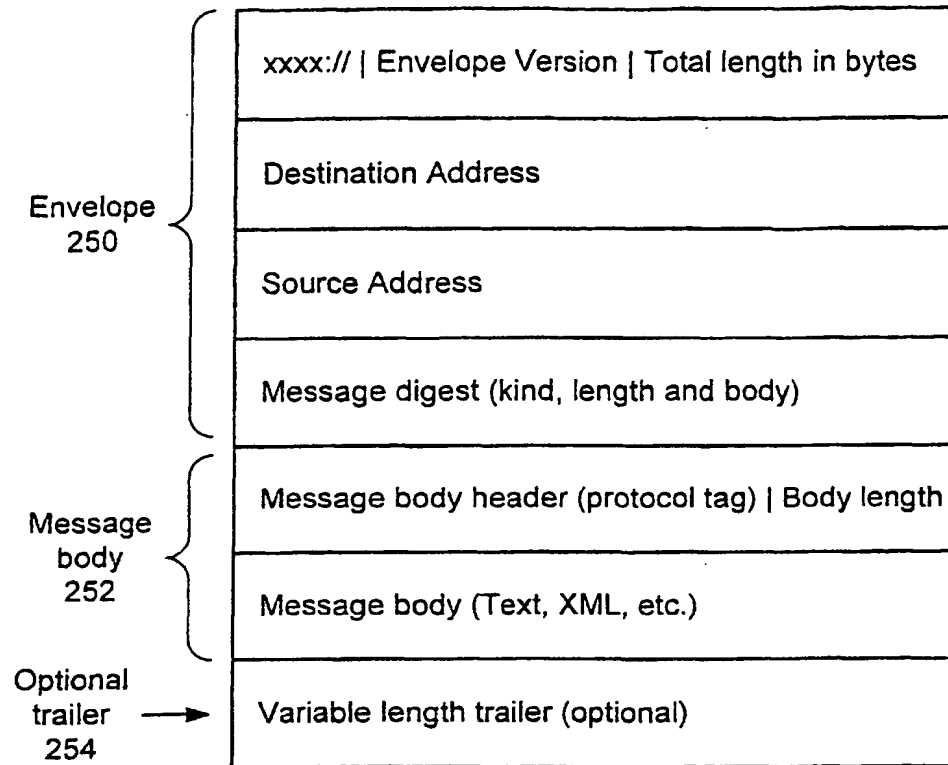 xxxx:// | Envelope Version | Total length in bytes
Destination Address
Envelope
250
Source Address
Message digest (kind, length and body)
Message body header (protocol tag) | Body length
Message
body
252
Message body (Text, XML, etc.)
Optional
trailer
254
Variable length trailer (optional)